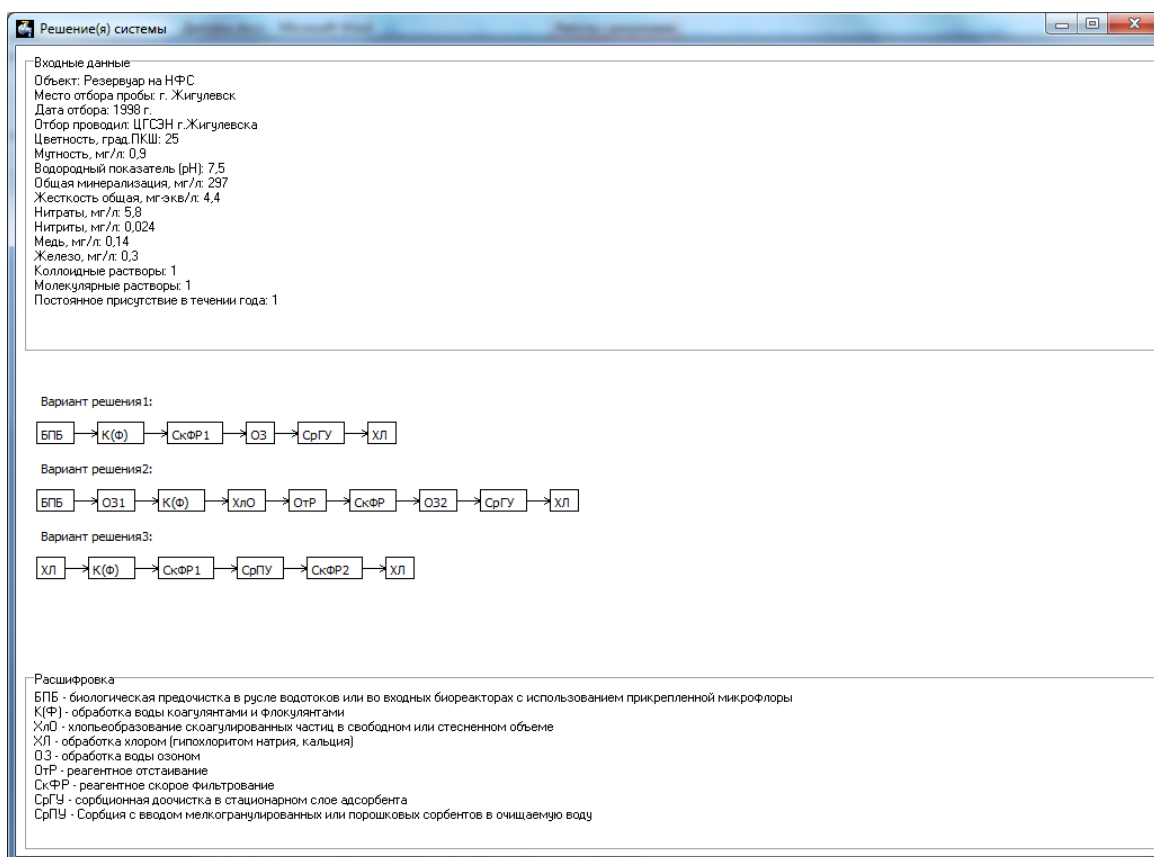 Решение(я) системы
Входные данные
Объект: Резервуар на НФС
Место отбора пробы: г. Жигулевск
Дата отбора: 1998 г.
Отбор проводил: ЦГСЭН г.Жигулевска
Цветность, град.ПКШ: 25
Мутность, мг/л: 0,9
Водородный показатель (pH): 7,5
Общая минерализация, мг/л: 297
Жесткость общая, мг-экв/л: 4,4
Нитраты, мг/л: 5,8
Нитриты, мг/л: 0,024
Медь, мг/л: 0,14
Железо, мг/л: 0,3
Коллоидные растворы: 1
Молекулярные растворы: 1
Постоянное присутствие в течении года: 1
Вариант решения1:
БПБ К(Ф) СкФР1 ОЗ СрГУ ХЛ
Вариант решения2:
БПБ ОЗ1 К(Ф) ХлО ОтР СкФР ОЗ2 СрГУ ХЛ
Вариант решения3:
ХЛ К(Ф) СкФР1 СрПУ СкФР2 ХЛ
Расшифровка
БПБ - биологическая предочистка в русле водотоков или во входных биореакторах с использованием прикрепленной микрофлоры
К(Ф) - обработка воды коагулянтами и флокулянтами
ХлО - хлопьеобразование скоагулированных частиц в свободном или стесненном объеме
ХЛ - обработка хлором (гипохлоритом натрия, кальция)
ОЗ - обработка воды озоном
ОтР - реагентное отстаивание
СкФР - реагентное скорое фильтрование
СрГУ - сорбционная доочистка в стационарном слое адсорбента
СрПУ - Сорбция с вводом мелкогранулированных или порошковых сорбентов в очищаемую воду